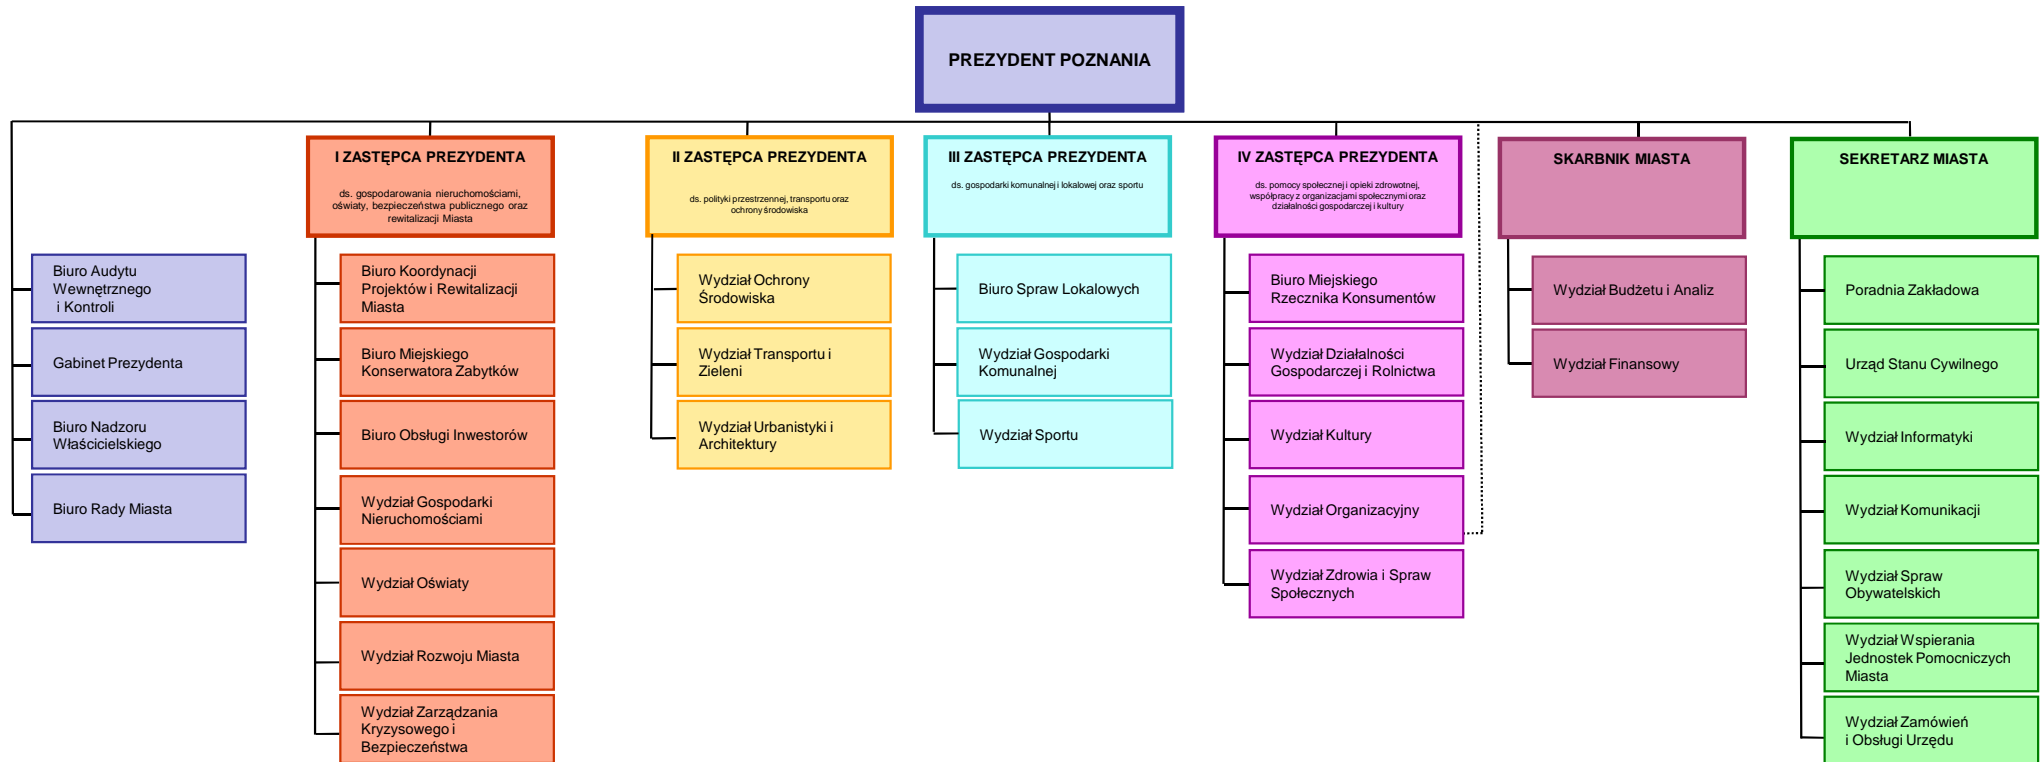 PREZYDENT POZNANIA
I ZASTĘPCA PREZYDENTA
ds. gospodarowania nieruchomościami,
oświaty, bezpieczeństwa publicznego oraz
rewitalizacji Miasta
II ZASTĘPCA PREZYDENTA
ds. polityki przestrzennej, transportu oraz
ochrony środowiska
III ZASTĘPCA PREZYDENTA
ds. gospodarki komunalnej i lokalowej oraz sportu
IV ZASTĘPCA PREZYDENTA
ds. pomocy społecznej i opieki zdrowotnej,
współpracy z organizacjami społecznymi oraz
działalności gospodarczej i kultury
SKARBNIK MIASTA
SEKRETARZ MIASTA
Biuro Audytu
Wewnętrznego
i Kontroli
Gabinet Prezydenta
Biuro Nadzoru
Właścicielskiego
Biuro Rady Miasta
Biuro Koordynacji
Projektów i Rewitalizacji
Miasta
Biuro Miejskiego
Konserwatora Zabytków
Biuro Obsługi Inwestorów
Wydział Gospodarki
Nieruchomościami
Wydział Oświaty
Wydział Rozwoju Miasta
Wydział Zarządzania
Kryzysowego i
Bezpieczeństwa
Wydział Ochrony
Środowiska
Wydział Transportu i
Zieleni
Wydział Urbanistyki i
Architektury
Biuro Spraw Lokalowych
Wydział Gospodarki
Komunalnej
Wydział Sportu
Biuro Miejskiego
Rzecznika Konsumentów
Wydział Działalności
Gospodarczej i Rolnictwa
Wydział Kultury
Wydział Organizacyjny
Wydział Zdrowia i Spraw
Społecznych
Wydział Budżetu i Analiz
Wydział Finansowy
Poradnia Zakładowa
Urząd Stanu Cywilnego
Wydział Informatyki
Wydział Komunikacji
Wydział Spraw
Obywatelskich
Wydział Wspierania
Jednostek Pomocniczych
Miasta
Wydział Zamówień
i Obsługi Urzędu